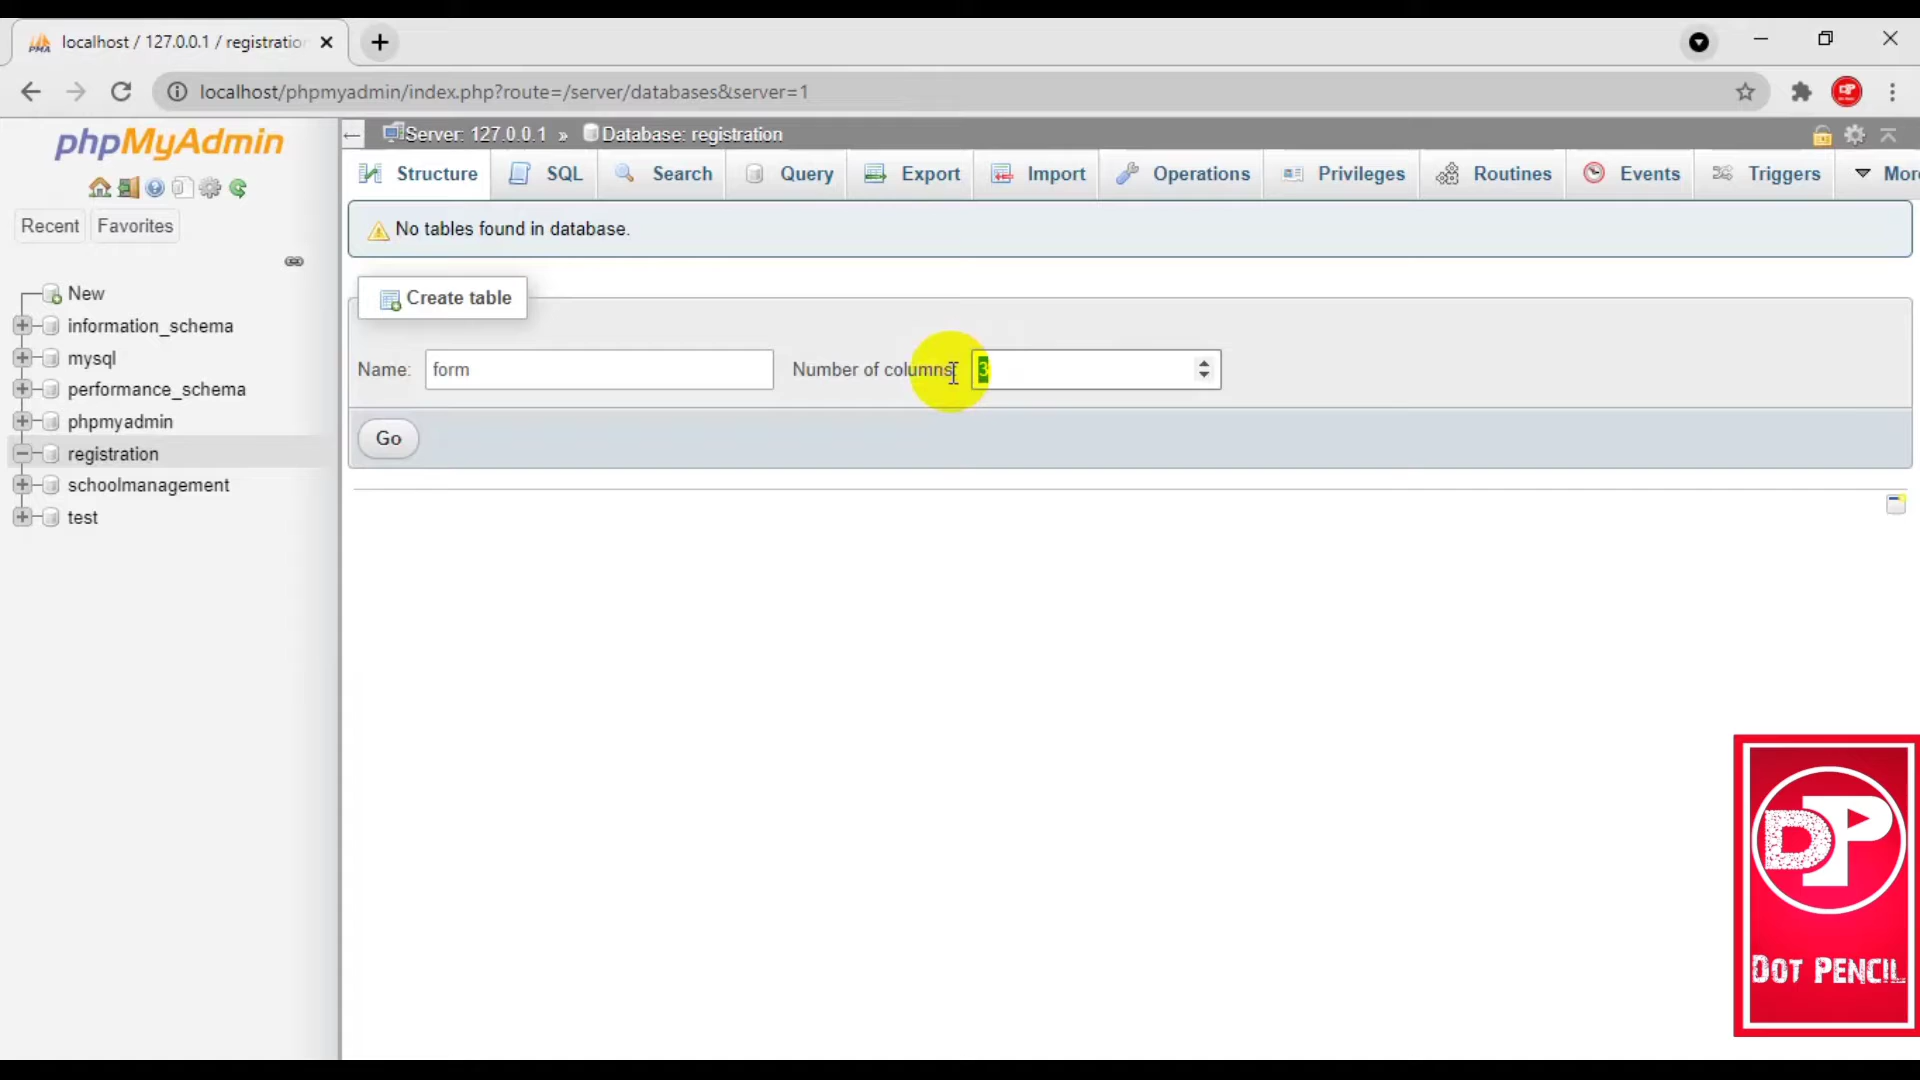 localhost / 127.0.0.1 / registration
localhost/phpmyadmin/index.php?route=/server/databases&server=1
phpMyAdmin
Recent Favorites
New
information_schema
mysql
performance_schema
phpmyadmin
registration
schoolmanagement
test
Server: 127.0.0.1 » Database: registration
Structure SQL Search Query Export Import Operations Privileges Routines Events Triggers More
No tables found in database.
Create table
Name: form Number of columns: 3
Go
DP
DOT PENCIL